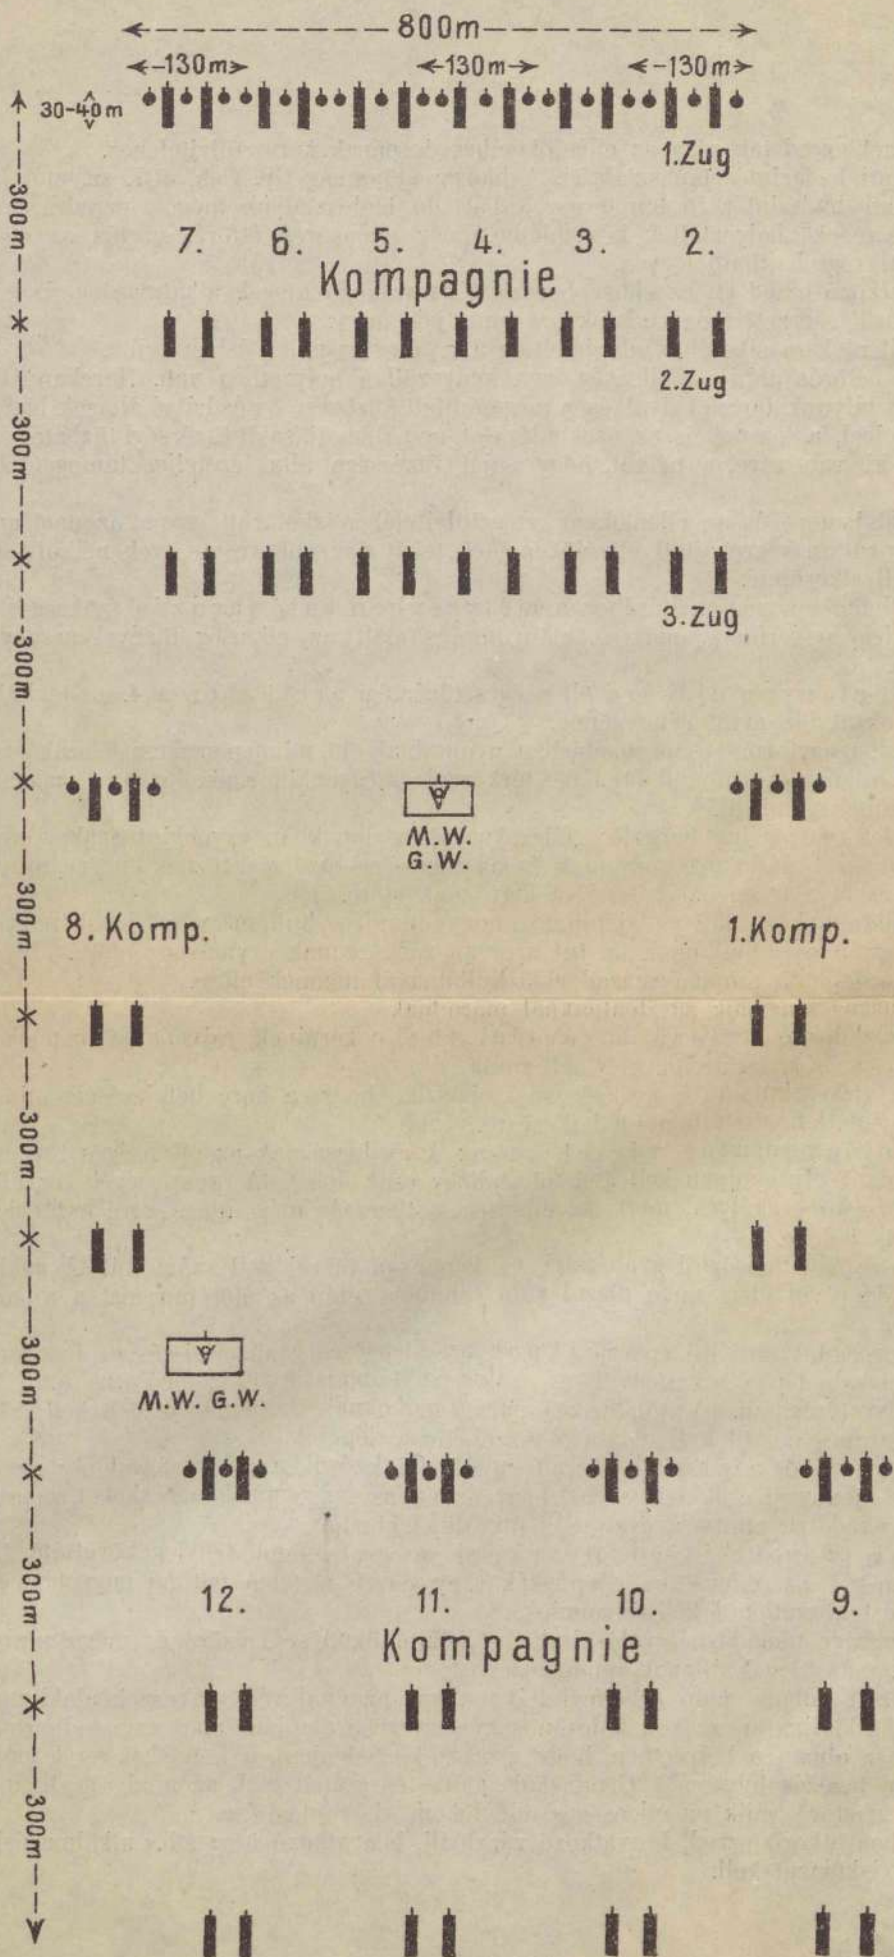 800m
130m 130m 130m
30-40m
1.Zug
300m
7. 6. 5. 4. 3. 2.
Kompagnie
2.Zug
300m
3.Zug
300m
M.W.
G.W.
300m
8. Komp. 1.Komp.
300m
300m
M.W. G.W.
300m
12. 11. 10. 9.
Kompagnie
300m